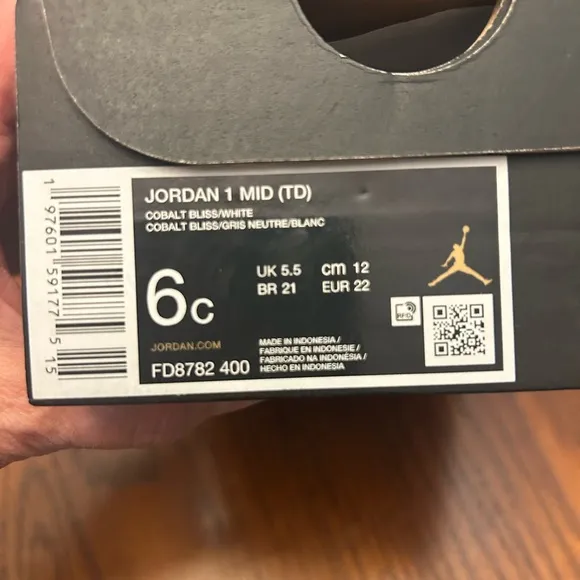 JORDAN 1 MID (TD)
COBALT BLISS/WHITE
COBALT BLISS/GRIS NEUTRE/BLANC
6C
UK 5.5 cm 12
BR 21 EUR 22
JORDAN.COM
FD8782 400
MADE IN INDONESIA /
FABRIQUE EN INDONESIE /
FABRICADO NA INDONÉSIA /
HECHO EN INDONESIA
RFID
1 97601 59177 5 15